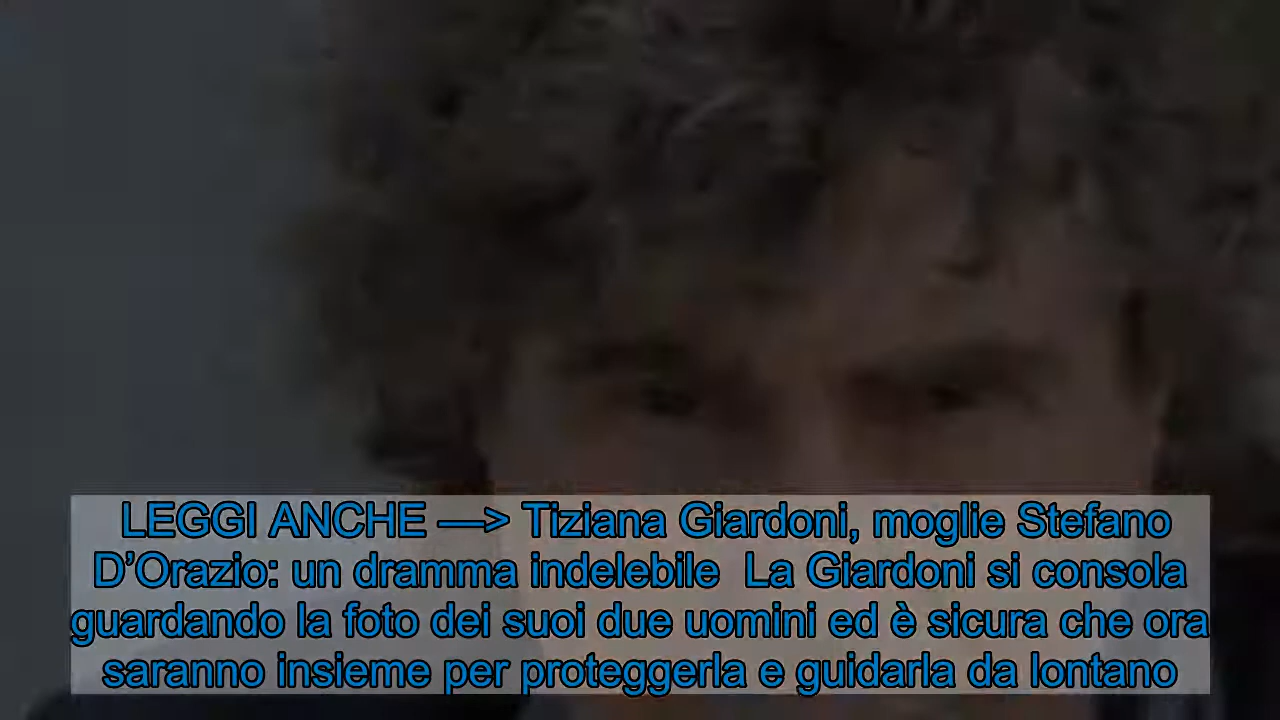 LEGGI ANCHE —> Tiziana Giardoni, moglie Stefano
D’Orazio: un dramma indelebile  La Giardoni si consola
guardando la foto dei suoi due uomini ed è sicura che ora
saranno insieme per proteggerla e guidarla da lontano